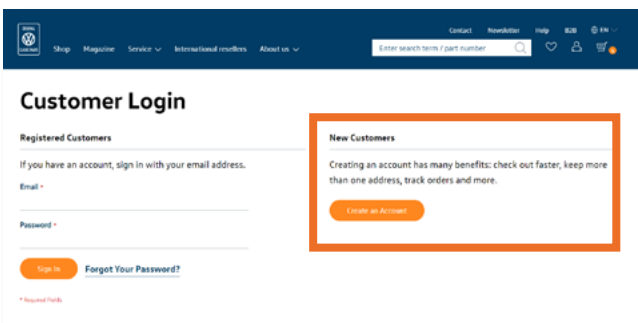 Contact Newsletter Help B2B EN
Shop Magazine Service International resellers About us Enter search term / part number
Customer Login
Registered Customers
If you have an account, sign in with your email address.
Email *
Password *
Sign In Forgot Your Password?
* Required Fields
New Customers
Creating an account has many benefits: check out faster, keep more
than one address, track orders and more.
Create an Account